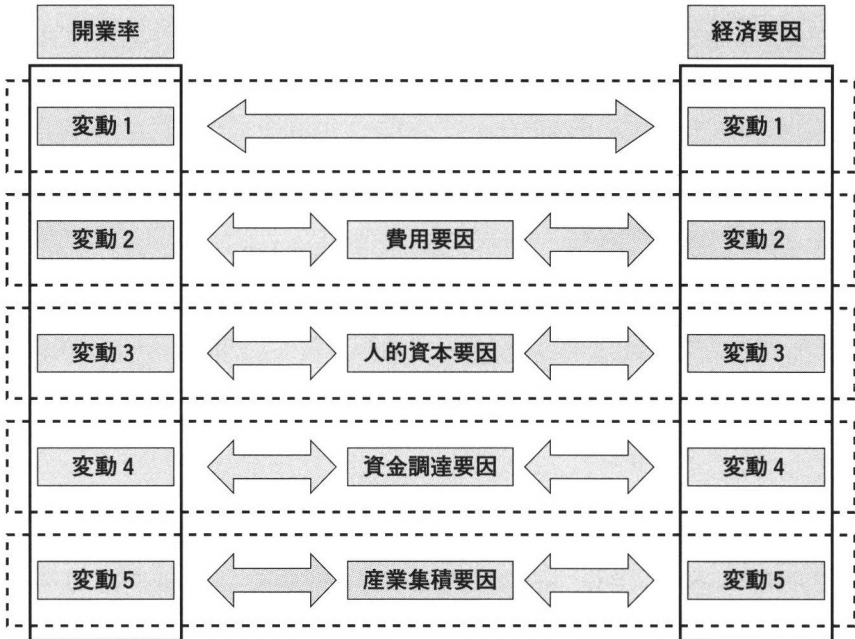 開業率
経済要因
変動1
変動1
変動2
費用要因
変動2
変動3
人的資本要因
変動3
変動4
資金調達要因
変動4
変動5
産業集積要因
変動5